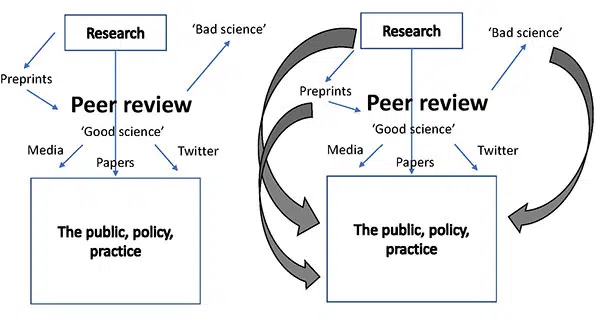 Research
'Bad science'
Preprints
Peer review
'Good science'
Media
Papers
Twitter
The public, policy,
practice
Research
'Bad science'
Preprints
Peer review
'Good science'
Media
Papers
Twitter
The public, policy,
practice